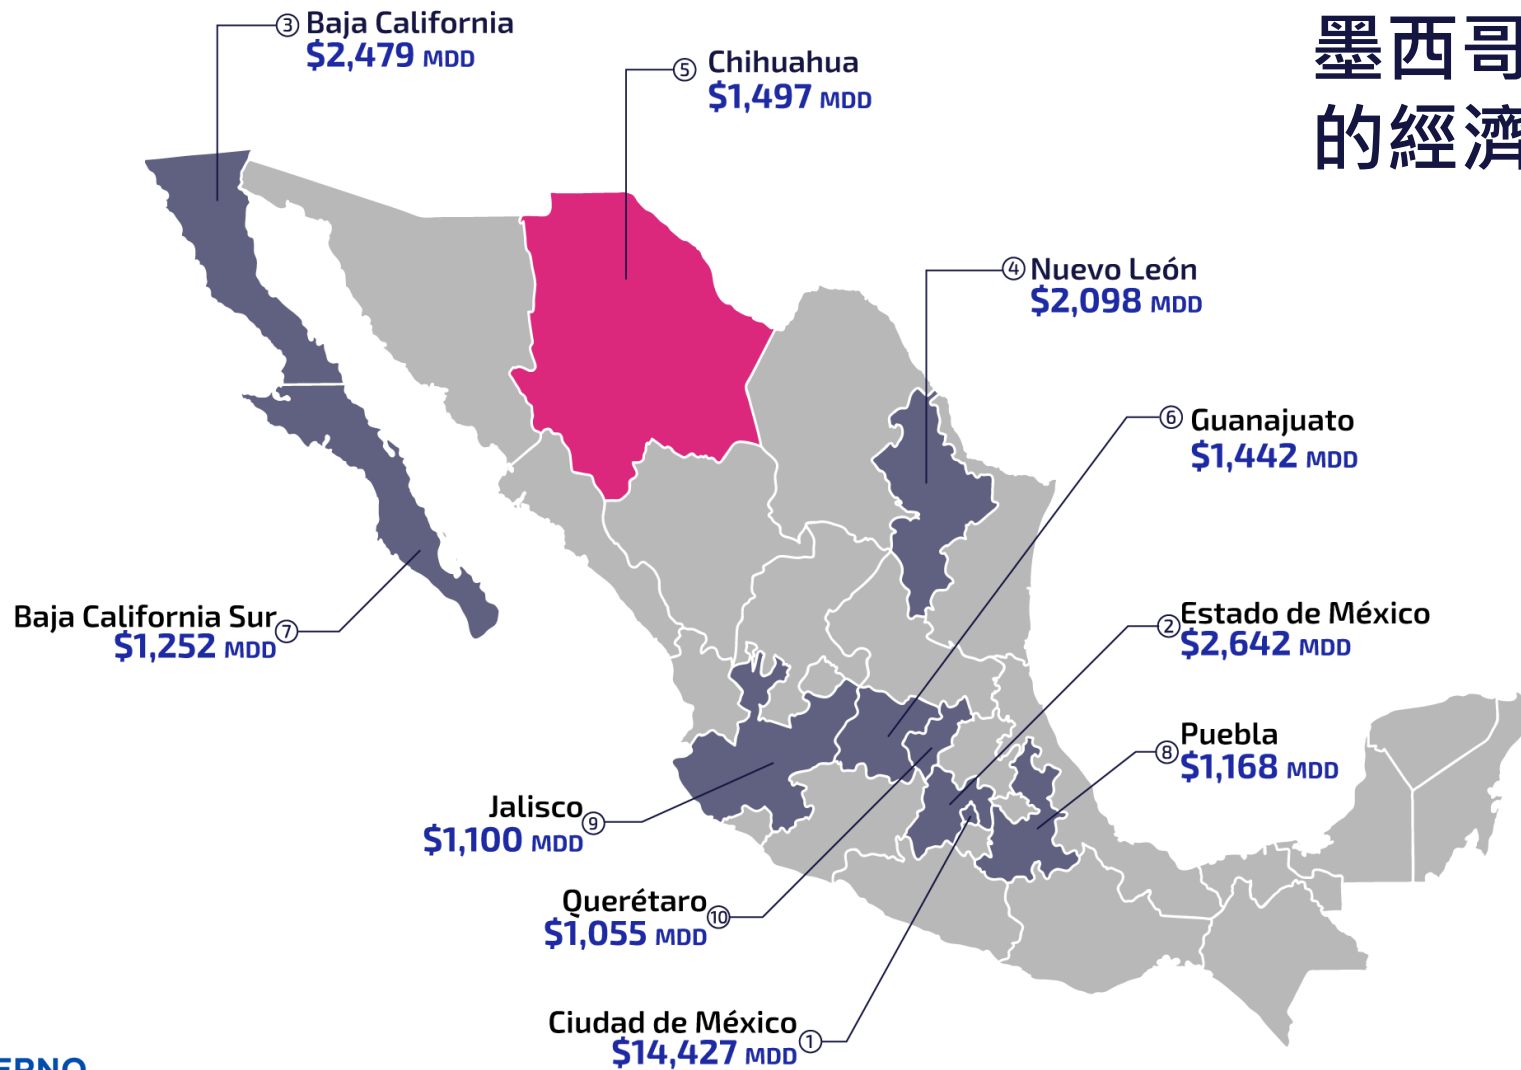 墨西哥
的經濟
③ Baja California
$2,479 MDD
⑤ Chihuahua
$1,497 MDD
④ Nuevo León
$2,098 MDD
⑥ Guanajuato
$1,442 MDD
Baja California Sur ⑦
$1,252 MDD
② Estado de México
$2,642 MDD
⑧ Puebla
$1,168 MDD
Jalisco ⑨
$1,100 MDD
Querétaro ⑩
$1,055 MDD
Ciudad de México ①
$14,427 MDD